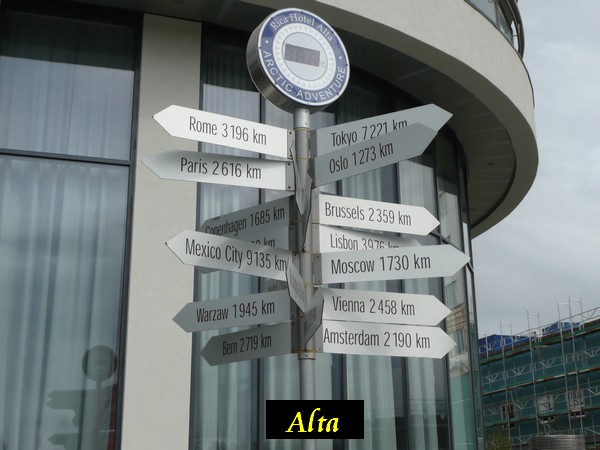 Rica Hotel Alta
ARCTIC ADVENTURE
Rome 3196 km
Tokyo 7221 km
Paris 2616 km
Oslo 1273 km
Copenhagen 1685 km
Brussels 2359 km
Lisbon 3976 km
Mexico City 9135 km
Moscow 1730 km
Warzaw 1945 km
Vienna 2458 km
Bern 2719 km
Amsterdam 2190 km
Alta